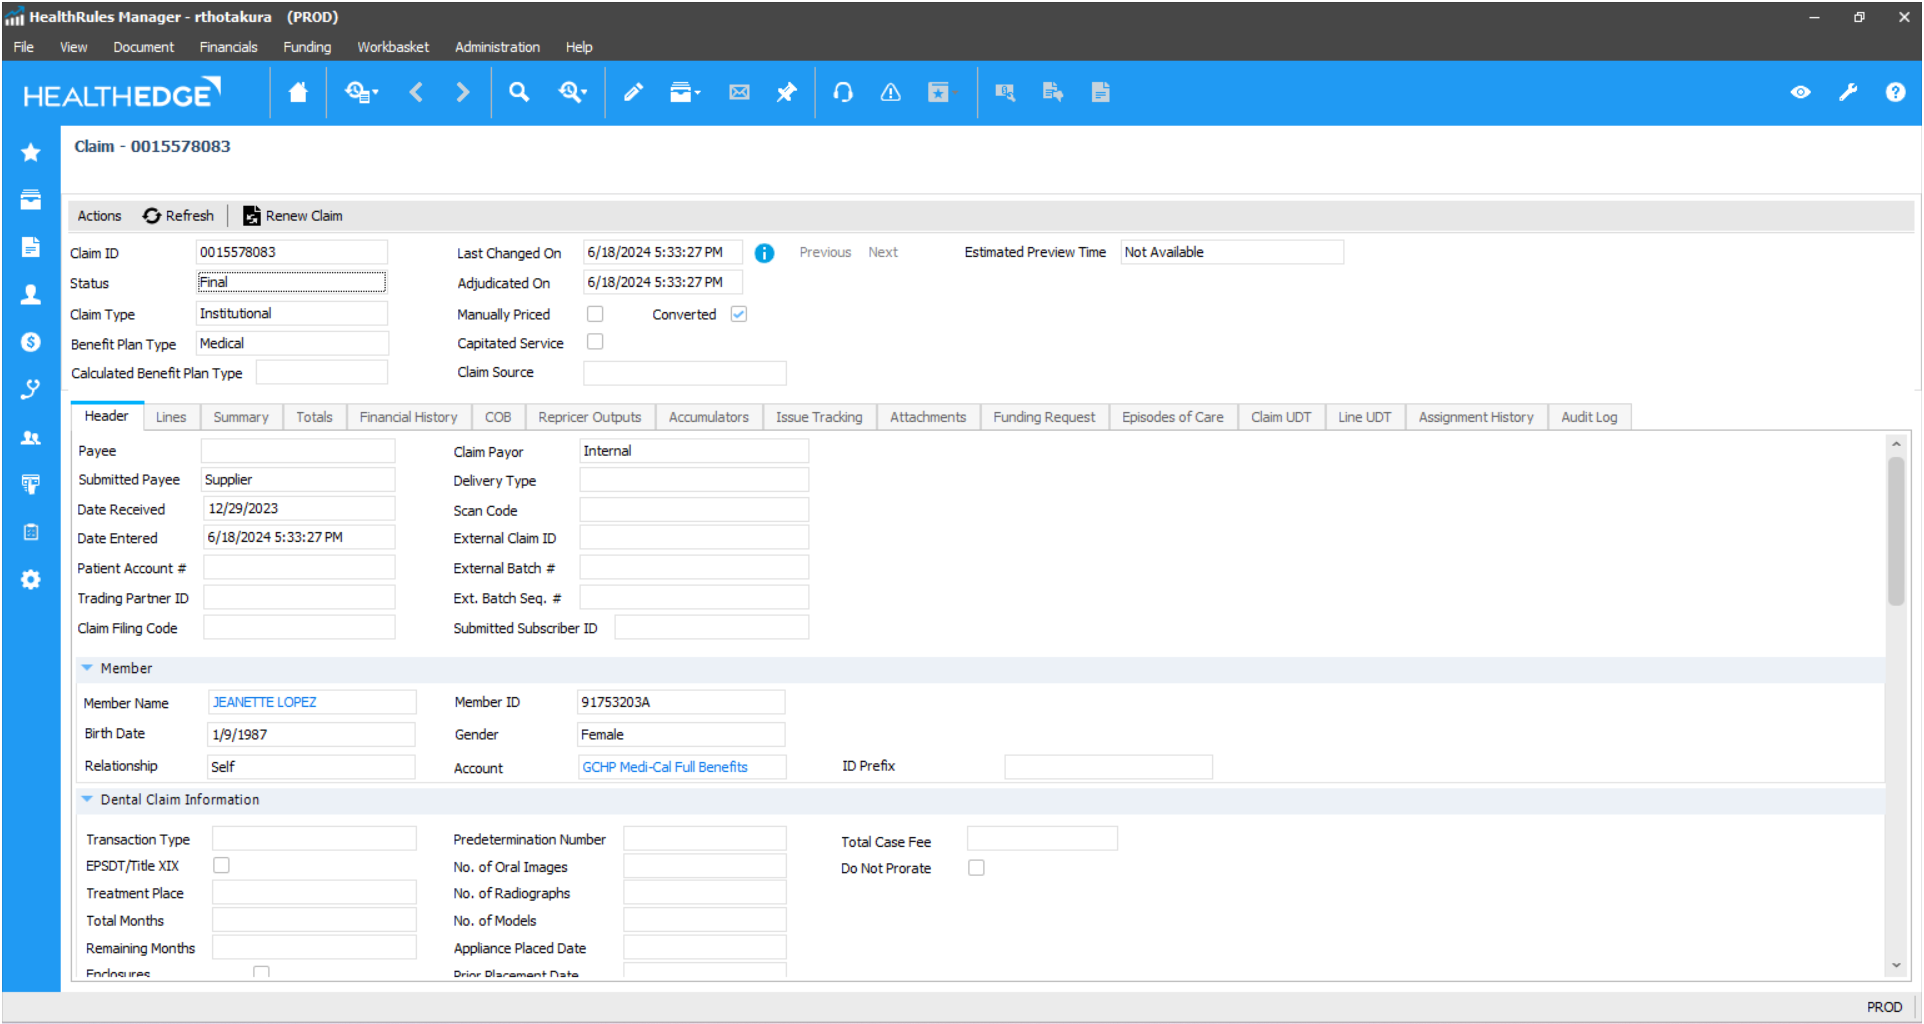 HealthRules Manager - rthotakura (PROD)
File View Document Financials Funding Workbasket Administration Help
HEALTHEDGE
Claim - 0015578083
Actions Refresh Renew Claim
Claim ID 0015578083 Last Changed On 6/18/2024 5:33:27 PM Previous Next Estimated Preview Time Not Available
Status Final Adjudicated On 6/18/2024 5:33:27 PM
Claim Type Institutional Manually Priced Converted
Benefit Plan Type Medical Capitated Service
Calculated Benefit Plan Type Claim Source
Header Lines Summary Totals Financial History COB Repricer Outputs Accumulators Issue Tracking Attachments Funding Request Episodes of Care Claim UDT Line UDT Assignment History Audit Log
Payee Claim Payor Internal
Submitted Payee Supplier Delivery Type
Date Received 12/29/2023 Scan Code
Date Entered 6/18/2024 5:33:27 PM External Claim ID
Patient Account # External Batch #
Trading Partner ID Ext. Batch Seq. #
Claim Filing Code Submitted Subscriber ID
Member
Member Name JEANETTE LOPEZ Member ID 91753203A
Birth Date 1/9/1987 Gender Female
Relationship Self Account GCHP Medi-Cal Full Benefits ID Prefix
Dental Claim Information
Transaction Type Predetermination Number Total Case Fee
EPSDT/Title XIX No. of Oral Images Do Not Prorate
Treatment Place No. of Radiographs
Total Months No. of Models
Remaining Months Appliance Placed Date
Enclosures Prior Placement Date
PROD